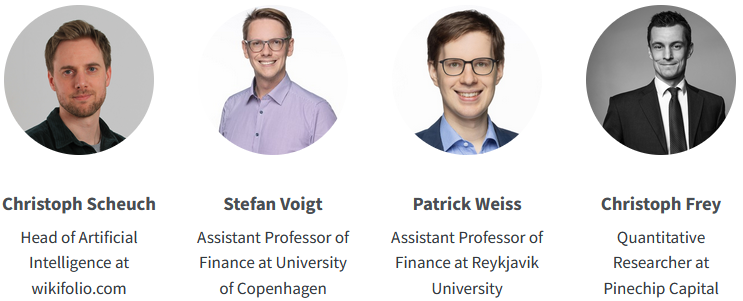 Christoph Scheuch
Head of Artificial
Intelligence at
wikifolio.com
Stefan Voigt
Assistant Professor of
Finance at University
of Copenhagen
Patrick Weiss
Assistant Professor of
Finance at Reykjavik
University
Christoph Frey
Quantitative
Researcher at
Pinechip Capital